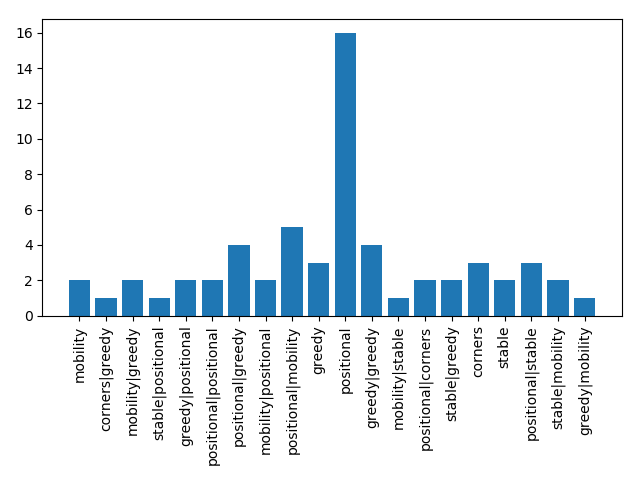 16
14
12
10
8
6
4
2
0
mobility
corners|greedy
mobility|greedy
stable|positional
greedy|positional
positional|positional
positional|greedy
mobility|positional
positional|mobility
greedy
positional
greedy|greedy
mobility|stable
positional|corners
stable|greedy
corners
stable
positional|stable
stable|mobility
greedy|mobility